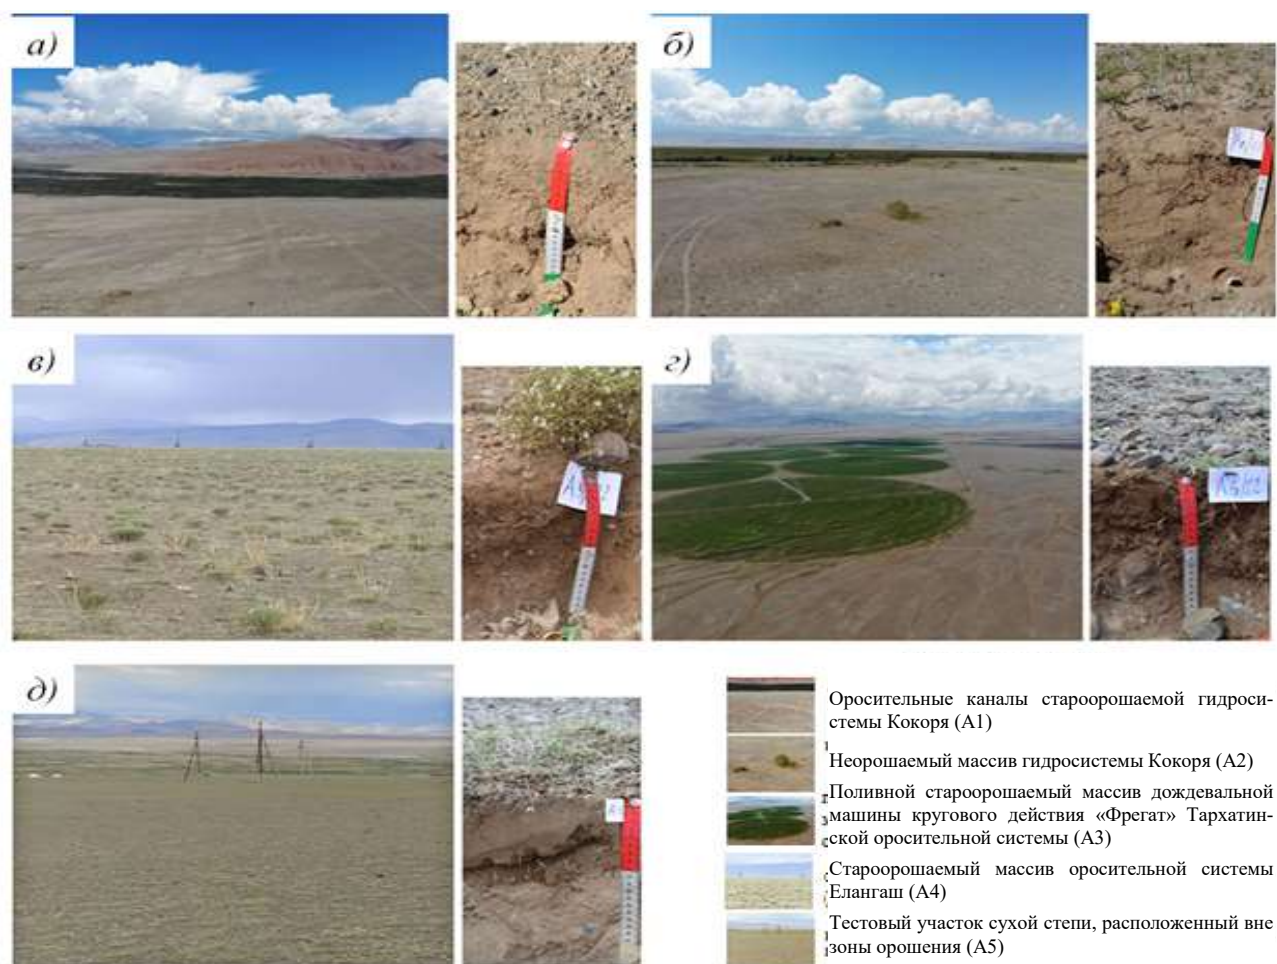 а)
б)
в)
г)
д)
Оросительные каналы староорошаемой гидроси-
стемы Кокоря (А1)
Неорошаемый массив гидросистемы Кокоря (А2)
Поливной староорошаемый массив дождевальной
машины кругового действия «Фрегат» Тархатин-
ской оросительной системы (А3)
Староорошаемый массив оросительной системы
Елангаш (А4)
Тестовый участок сухой степи, расположенный вне
зоны орошения (А5)